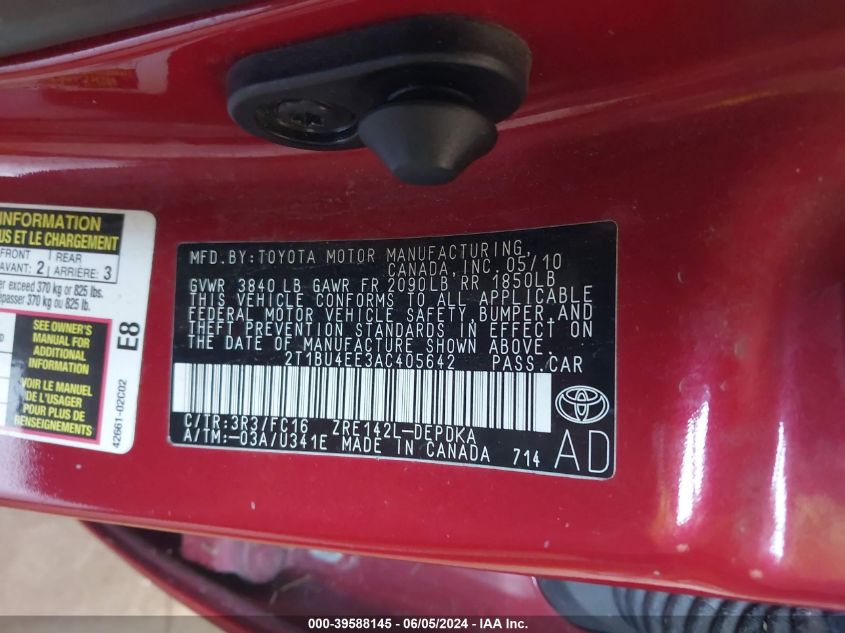 INFORMATION
US ET LE CHARGEMENT
FRONT
AVANT: 2
REAR
ARRIÈRE: 3
er exceed 370 kg or 825 lbs.
épasser 370 kg ou 825 lb.
SEE OWNER'S
MANUAL FOR
ADDITIONAL
INFORMATION
VOIR LE MANUEL
DE L'USAGER
POUR PLUS DE
RENSEIGNEMENTS
E8
42661-02C02
MFD.BY:TOYOTA MOTOR MANUFACTURING
CANADA,INC. 05/10
GVWR 3840 LB GAWR FR 2090LB RR 1850LB
THIS VEHICLE CONFORMS TO ALL APPLICABLE
FEDERAL MOTOR VEHICLE SAFETY,BUMPER,AND
THEFT PREVENTION STANDARDS IN EFFECT ON
THE DATE OF MANUFACTURE SHOWN ABOVE.
2T1BU4EE3AC405642 PASS.CAR
C/TR:3R3/FC16 ZRE142L-DEPDKA
A/TM:-03A/U341E MADE IN CANADA 714
AD
000-39588145 - 06/05/2024 - IAA Inc.